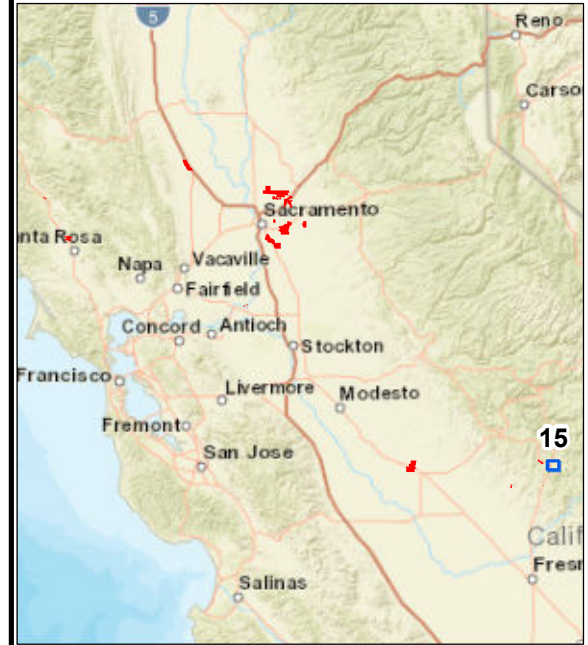 5
Reno
Carso
Sacramento
anta Rosa
Vacaville
Napa
Fairfield
Concord
Antioch
Stockton
Francisco
Livermore
Modesto
Fremont
15
San Jose
Calif
Fresn
Salinas